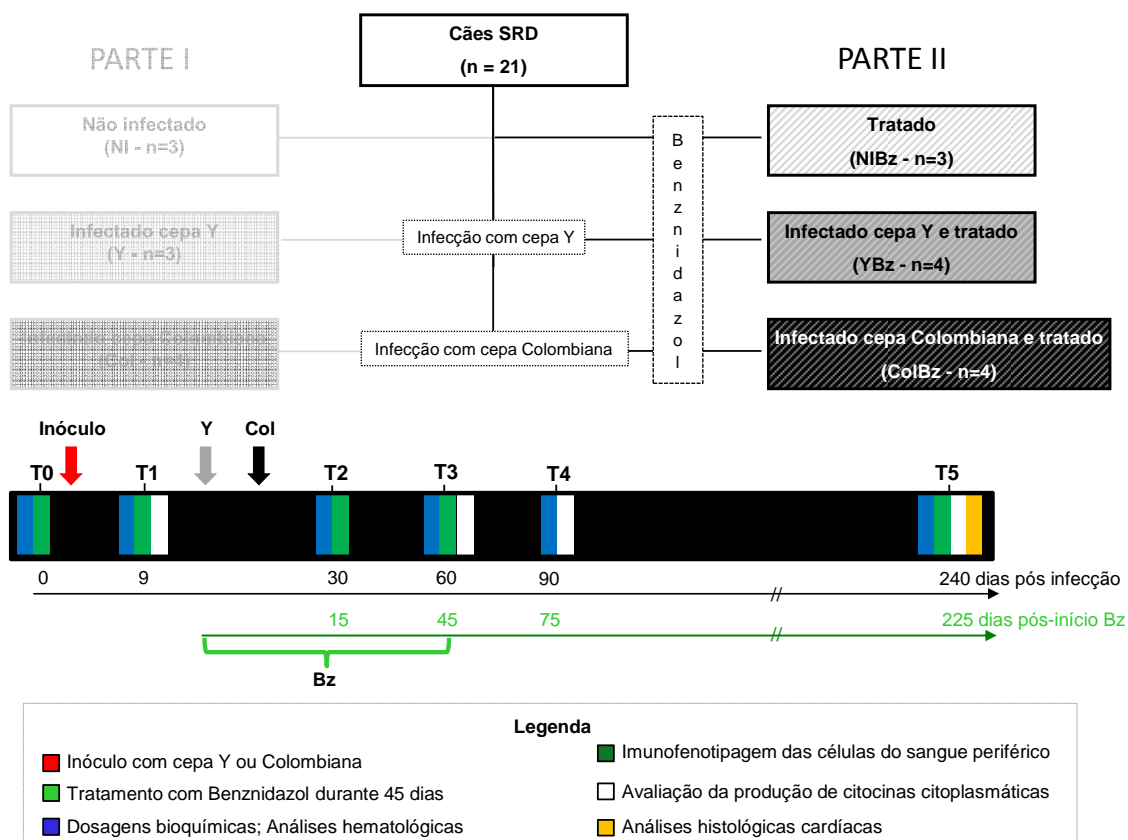 PARTE I
Cães SRD
(n = 21)
PARTE II
Não infectado
(NI - n=3)
Infectado cepa Y
(Y - n=3)
Infecção com cepa Y
Infecção com cepa Colombiana
Benznidazol
Tratado
(NIBz - n=3)
Infectado cepa Y e tratado
(YBz - n=4)
Infectado cepa Colombiana e tratado
(ColBz - n=4)
Inóculo
Y
Col
T0
T1
T2
T3
T4
T5
0
9
30
60
90
240 dias pós infecção
//
15
45
75
225 dias pós-início Bz
//
Bz
Legenda
Inóculo com cepa Y ou Colombiana
Tratamento com Benznidazol durante 45 dias
Dosagens bioquímicas; Análises hematológicas
Imunofenotipagem das células do sangue periférico
Avaliação da produção de citocinas citoplasmáticas
Análises histológicas cardíacas